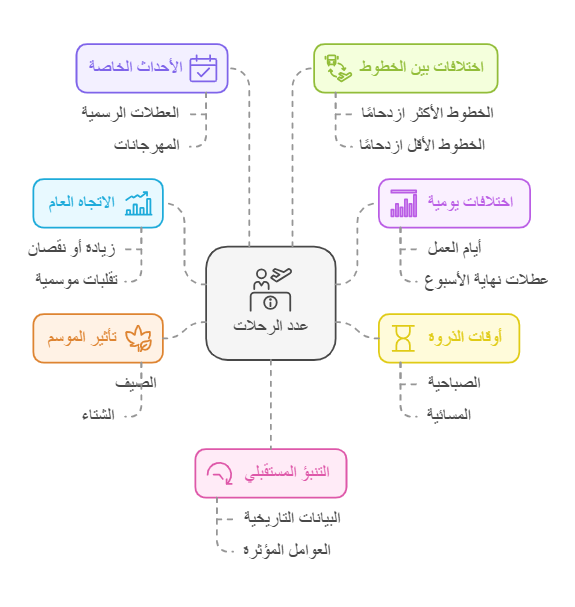 اختلافات بين الخطوط
الخطوط الأكثر ازدحامًا
الخطوط الأقل ازدحامًا
الأحداث الخاصة
العطلات الرسمية
المهرجانات
اختلافات يومية
أيام العمل
عطلات نهاية الأسبوع
الاتجاه العام
زيادة أو نقصان
تقلبات موسمية
عدد الرحلات
أوقات الذروة
الصباحية
المسائية
تأثير الموسم
الصيف
الشتاء
التنبؤ المستقبلي
البيانات التاريخية
العوامل المؤثرة